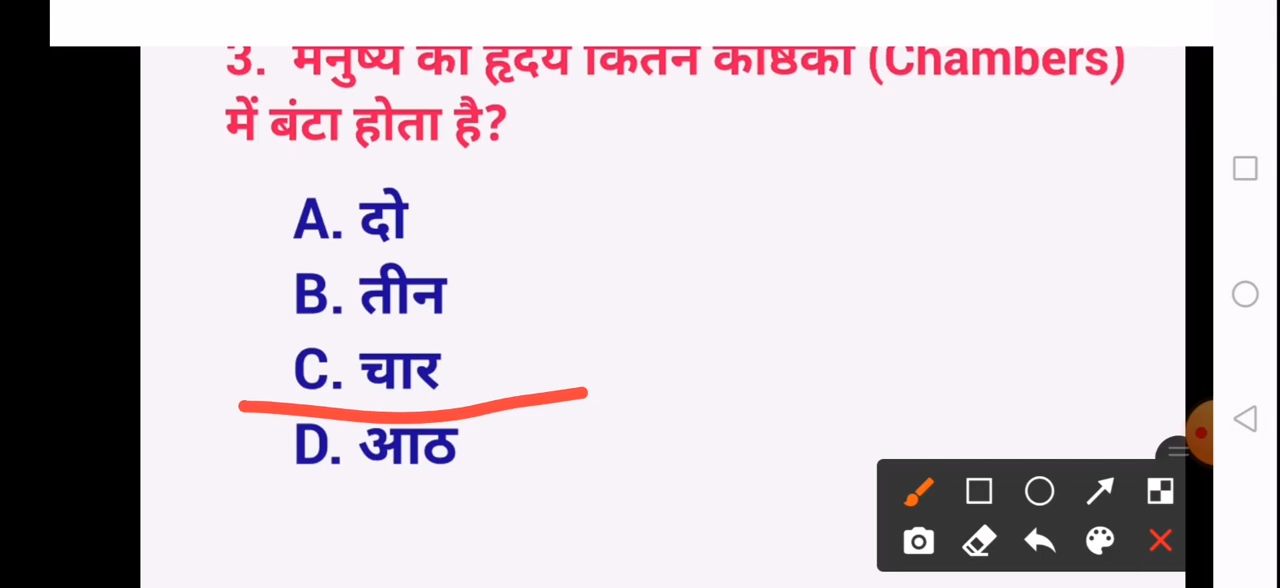 3. मनुष्य का हृदय कितने कोष्ठकों (Chambers)
में बंटा होता है?
A. दो
B. तीन
C. चार
D. आठ